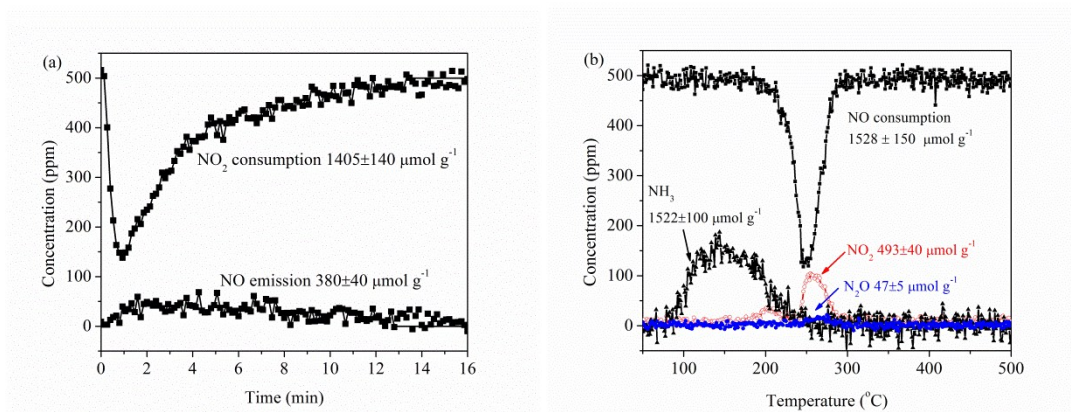 (a)
500
400
300
200
100
0
Concentration (ppm)
NO₂ consumption 1405±140 μmol g⁻¹
NO emission 380±40 μmol g⁻¹
0 2 4 6 8 10 12 14 16
Time (min)
(b)
500
400
300
200
100
0
Concentration (ppm)
NO consumption
1528 ± 150 μmol g⁻¹
NH₃
1522±100 μmol g⁻¹
NO₂ 493±40 μmol g⁻¹
N₂O 47±5 μmol g⁻¹
100 200 300 400 500
Temperature (°C)